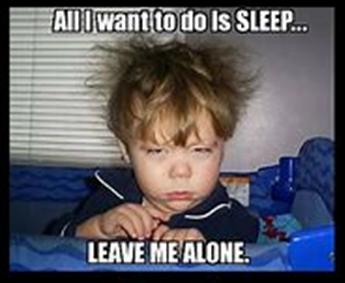 All I want to do is SLEEP...
LEAVE ME ALONE.